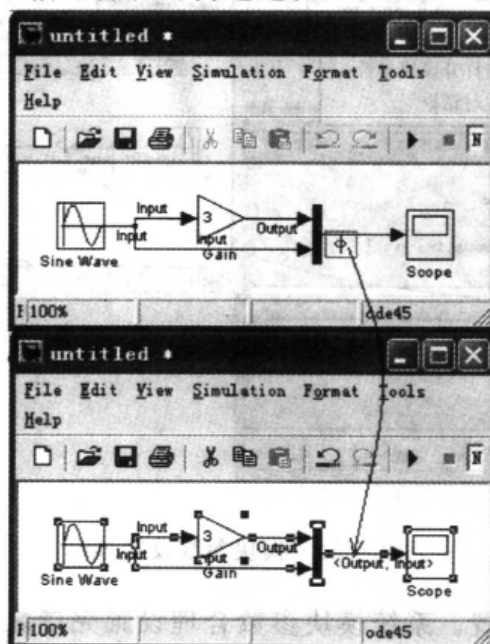 untitled *
File Edit View Simulation Format Tools
Help
N
Input
3
Input
Output
Input
Gain
Sine Wave
Scope
100%
ode45
untitled *
File Edit View Simulation Format Tools
Help
N
Input
3
Input
Output
Input
Gain
<Output, Input>
Sine Wave
Scope
100%
ode45